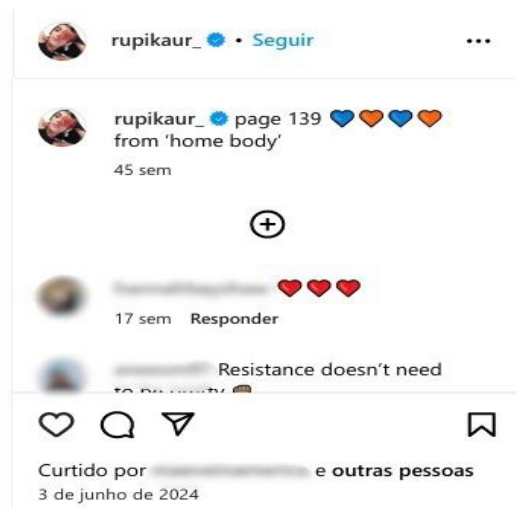 rupikaur_ • Seguir
rupikaur_ page 139 💙🧡💙🧡
from ‘home body’
45 sem
❤️❤️❤️
17 sem Responder
Resistance doesn’t need
Curtido por e outras pessoas
3 de junho de 2024